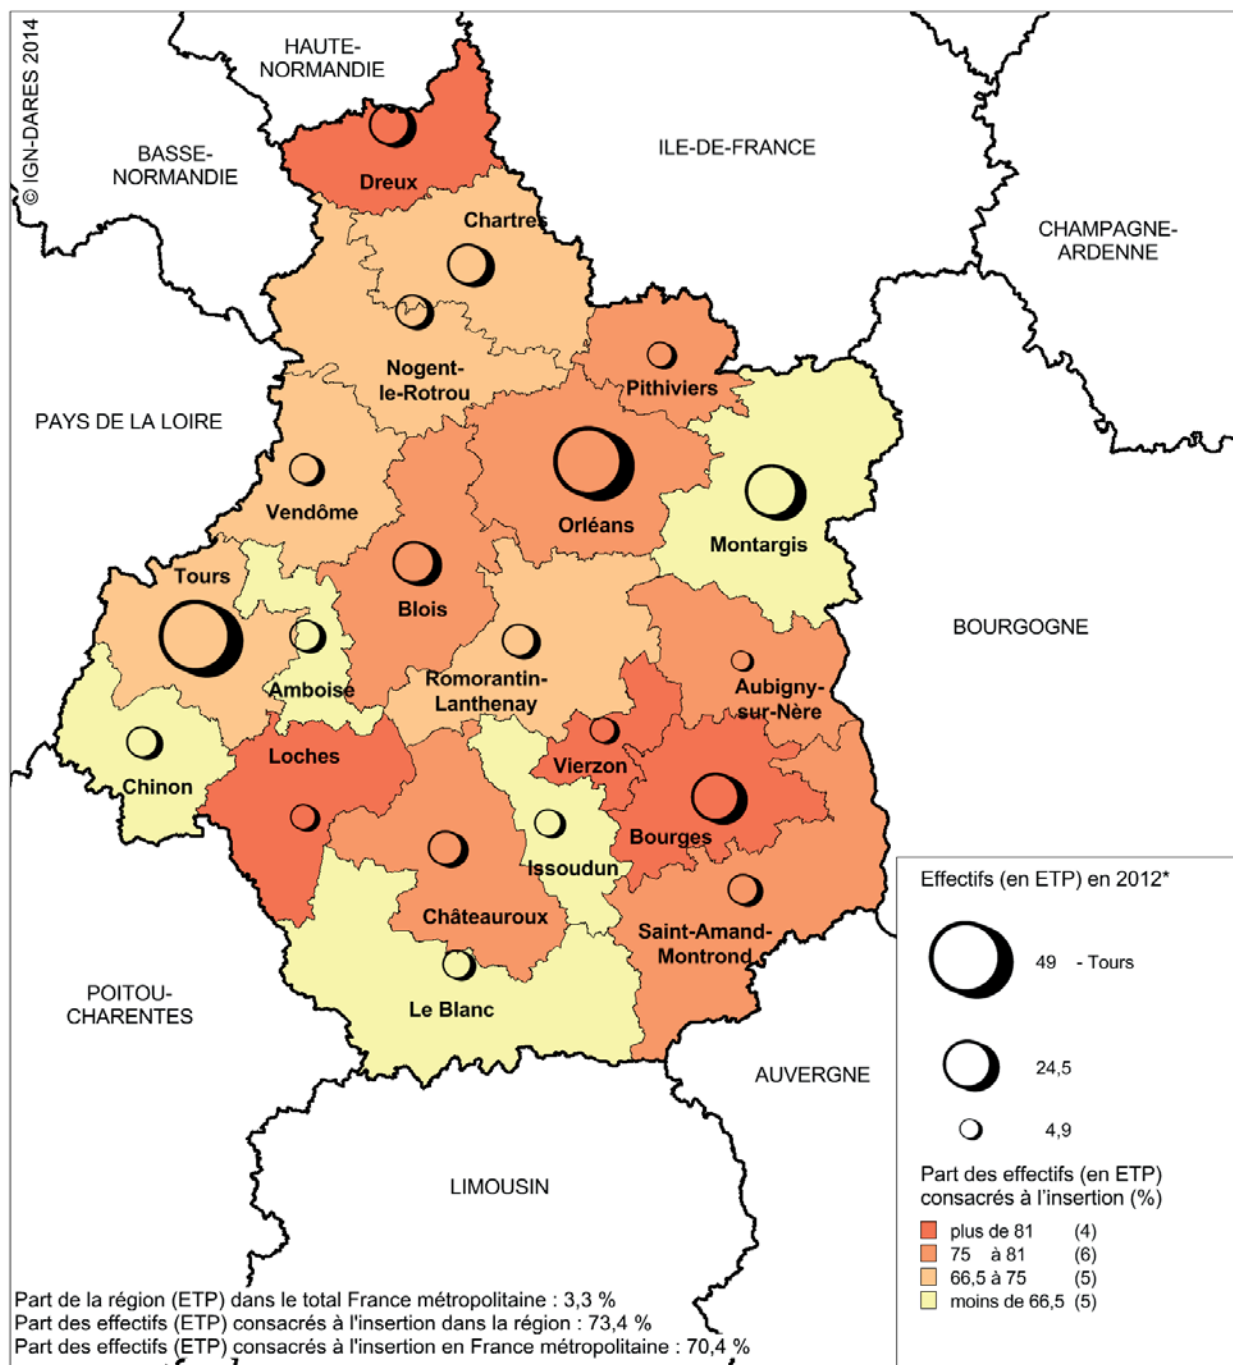 © IGN-DARES 2014
HAUTE-
NORMANDIE
BASSE-
NORMANDIE
ILE-DE-FRANCE
CHAMPAGNE-
ARDENNE
Dreux
Chartres
Nogent-
le-Rotrou
Pithiviers
PAYS DE LA LOIRE
Vendôme
Orléans
Montargis
Tours
Blois
BOURGOGNE
Amboise
Romorantin-
Lanthenay
Aubigny-
sur-Nère
Loches
Vierzon
Chinon
Bourges
Issoudun
Châteauroux
Saint-Amand-
Montrond
Le Blanc
POITOU-
CHARENTES
AUVERGNE
LIMOUSIN
Effectifs (en ETP) en 2012*
49 - Tours
24,5
4,9
Part des effectifs (en ETP)
consacrés à l'insertion (%)
plus de 81 (4)
75 à 81 (6)
66,5 à 75 (5)
moins de 66,5 (5)
Part de la région (ETP) dans le total France métropolitaine : 3,3 %
Part des effectifs (ETP) consacrés à l'insertion dans la région : 73,4 %
Part des effectifs (ETP) consacrés à l'insertion en France métropolitaine : 70,4 %